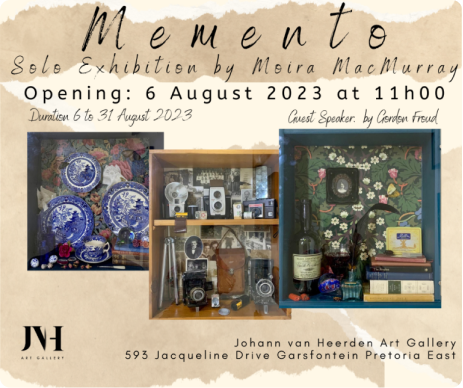 Memento
Solo Exhibition by Moira MacMurray
Opening: 6 August 2023 at 11h00
Duration 6 to 31 August 2023
Guest Speaker: by Gordon Froud
JVH
ART GALLERY
Johann van Heerden Art Gallery
593 Jacqueline Drive Garsfontein Pretoria East